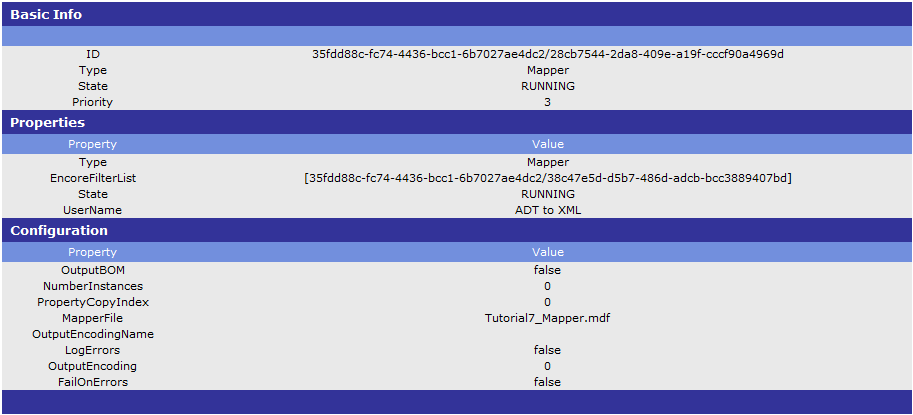 Basic Info
ID 35fdd88c-fc74-4436-bcc1-6b7027ae4dc2/28cb7544-2da8-409e-a19f-cccf90a4969d
Type Mapper
State RUNNING
Priority 3
Properties
Property Value
Type Mapper
EncoreFilterList [35fdd88c-fc74-4436-bcc1-6b7027ae4dc2/38c47e5d-d5b7-486d-adcb-bcc3889407bd]
State RUNNING
UserName ADT to XML
Configuration
Property Value
OutputBOM false
NumberInstances 0
PropertyCopyIndex 0
MapperFile Tutorial7_Mapper.mdf
OutputEncodingName
LogErrors false
OutputEncoding 0
FailOnErrors false